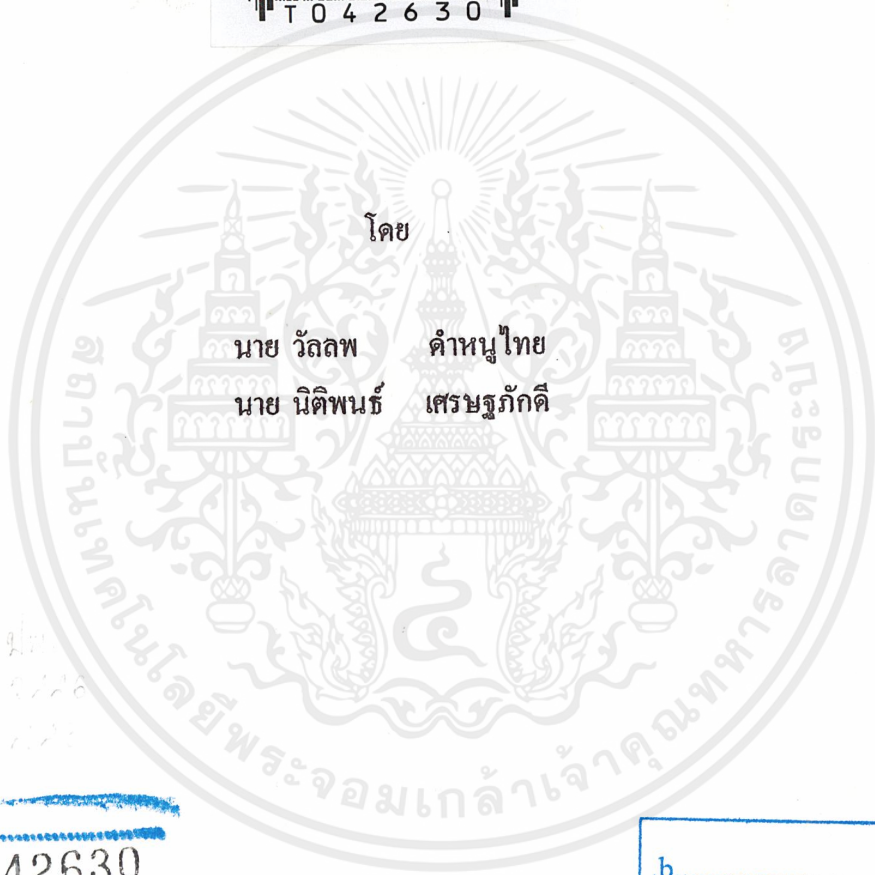 T042630
โดย
นาย วัลลพ ดำหนูไทย
นาย นิติพนธ์ เศรษฐภักดี
สถาบันเทคโนโลยีพระจอมเกล้าเจ้าคุณทหารลาดกระบัง
42630
b